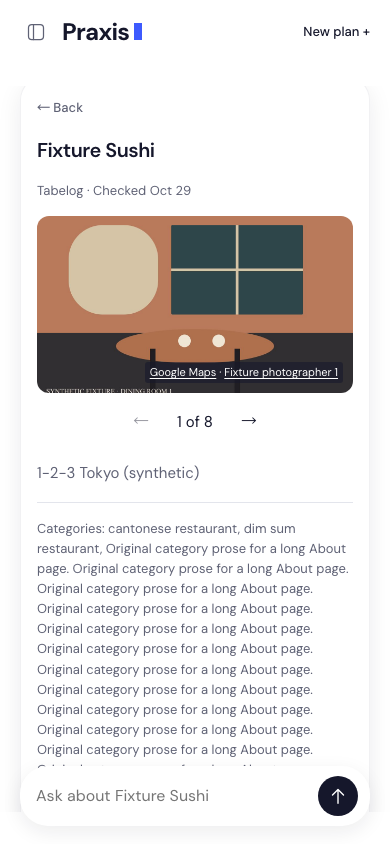 Praxis
New plan +
← Back
Fixture Sushi
Tabelog · Checked Oct 29
Google Maps · Fixture photographer 1
SYNTHETIC FIXTURE · DINING ROOM 1
← 1 of 8 →
1-2-3 Tokyo (synthetic)
Categories: cantonese restaurant, dim sum
restaurant, Original category prose for a long About
page. Original category prose for a long About page.
Original category prose for a long About page.
Original category prose for a long About page.
Original category prose for a long About page.
Original category prose for a long About page.
Original category prose for a long About page.
Original category prose for a long About page.
Original category prose for a long About page.
Original category prose for a long About page.
Original category prose for a long About page.
Ask about Fixture Sushi